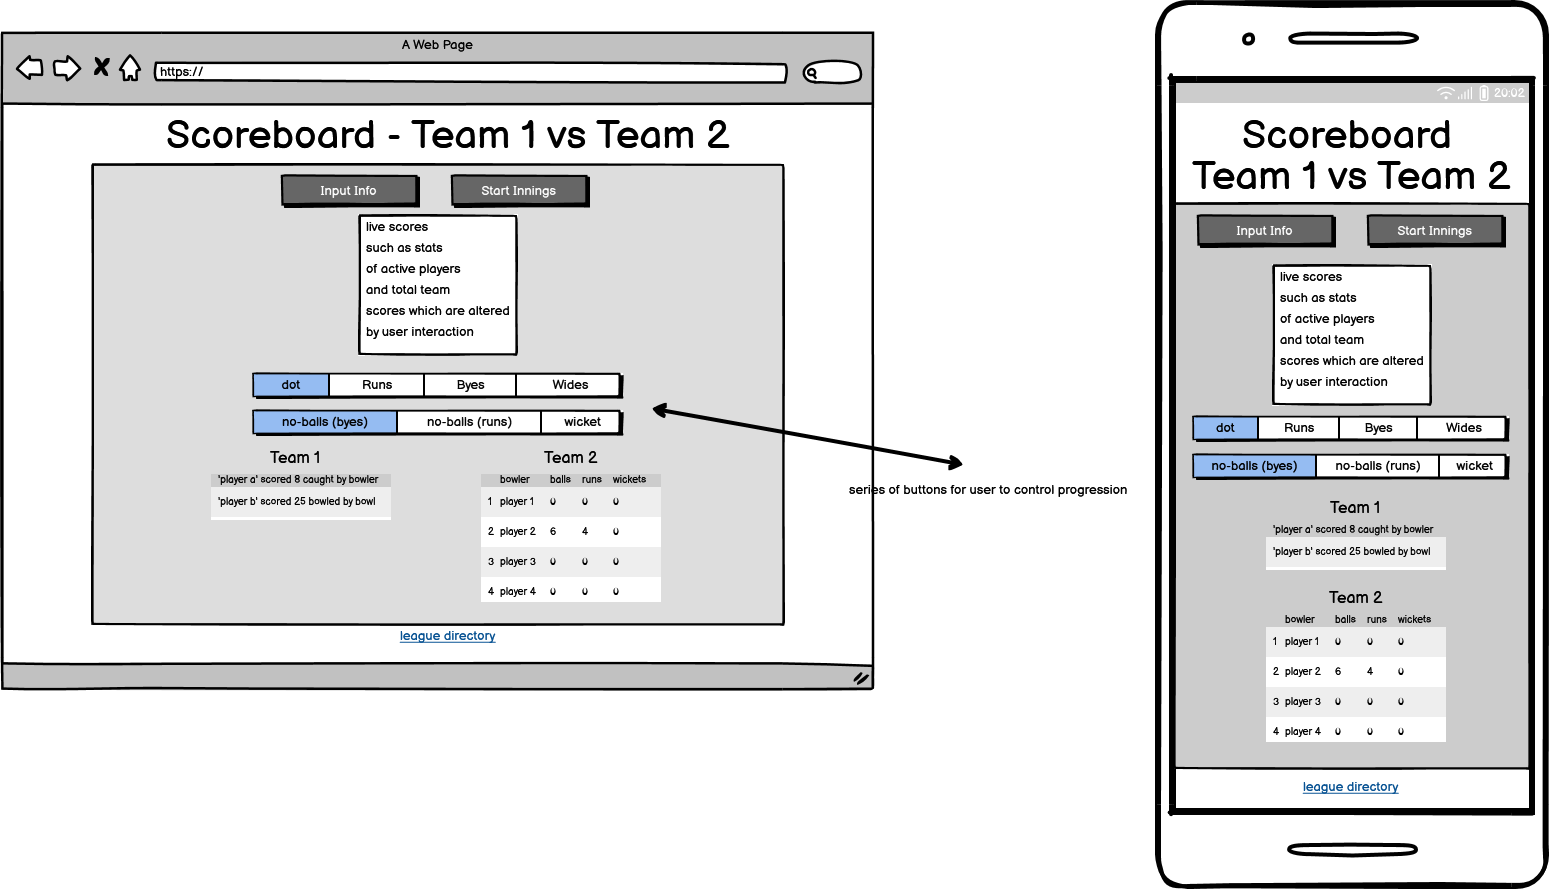 A Web Page
https://
Scoreboard - Team 1 vs Team 2
Input Info
Start Innings
live scores
such as stats
of active players
and total team
scores which are altered
by user interaction
dot Runs Byes Wides
no-balls (byes) no-balls (runs) wicket
Team 1
'player a' scored 8 caught by bowler
'player b' scored 25 bowled by bowl
Team 2
bowler balls runs wickets
1 player 1 0 0 0
2 player 2 6 4 0
3 player 3 0 0 0
4 player 4 0 0 0
league directory
series of buttons for user to control progression
20:02
Scoreboard
Team 1 vs Team 2
Input Info
Start Innings
live scores
such as stats
of active players
and total team
scores which are altered
by user interaction
dot Runs Byes Wides
no-balls (byes) no-balls (runs) wicket
Team 1
'player a' scored 8 caught by bowler
'player b' scored 25 bowled by bowl
Team 2
bowler balls runs wickets
1 player 1 0 0 0
2 player 2 6 4 0
3 player 3 0 0 0
4 player 4 0 0 0
league directory